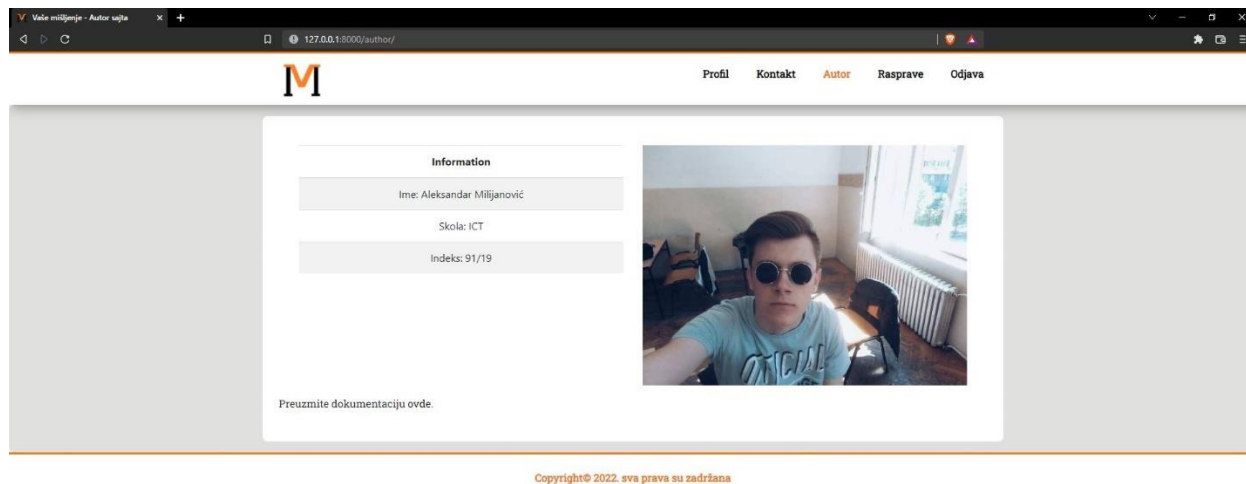 Vaše mišljenje - Autor sajta
127.0.0.1:8000/author/
M
Profil Kontakt Autor Rasprave Odjava
Information
Ime: Aleksandar Milijanović
Skola: ICT
Indeks: 91/19
Preuzmite dokumentaciju ovde.
Copyright© 2022. sva prava su zadržana